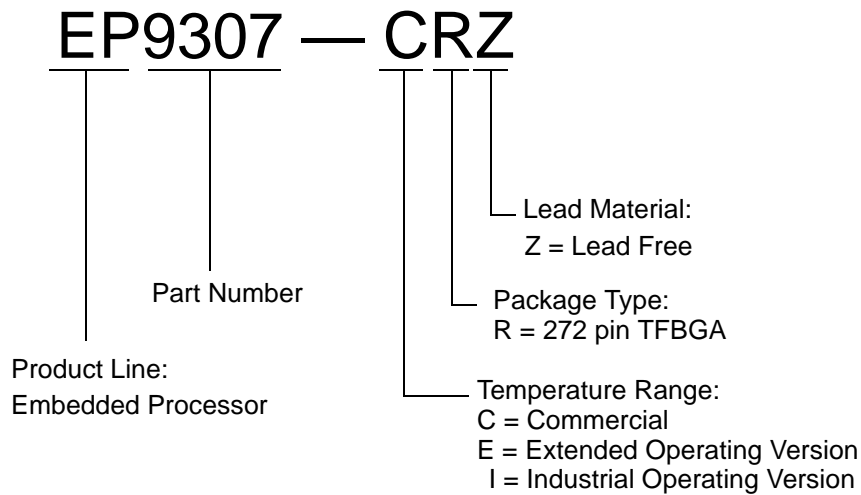 EP9307 — CRZ
Lead Material:
Z = Lead Free
Part Number
Package Type:
R = 272 pin TFBGA
Product Line:
Embedded Processor
Temperature Range:
C = Commercial
E = Extended Operating Version
I = Industrial Operating Version